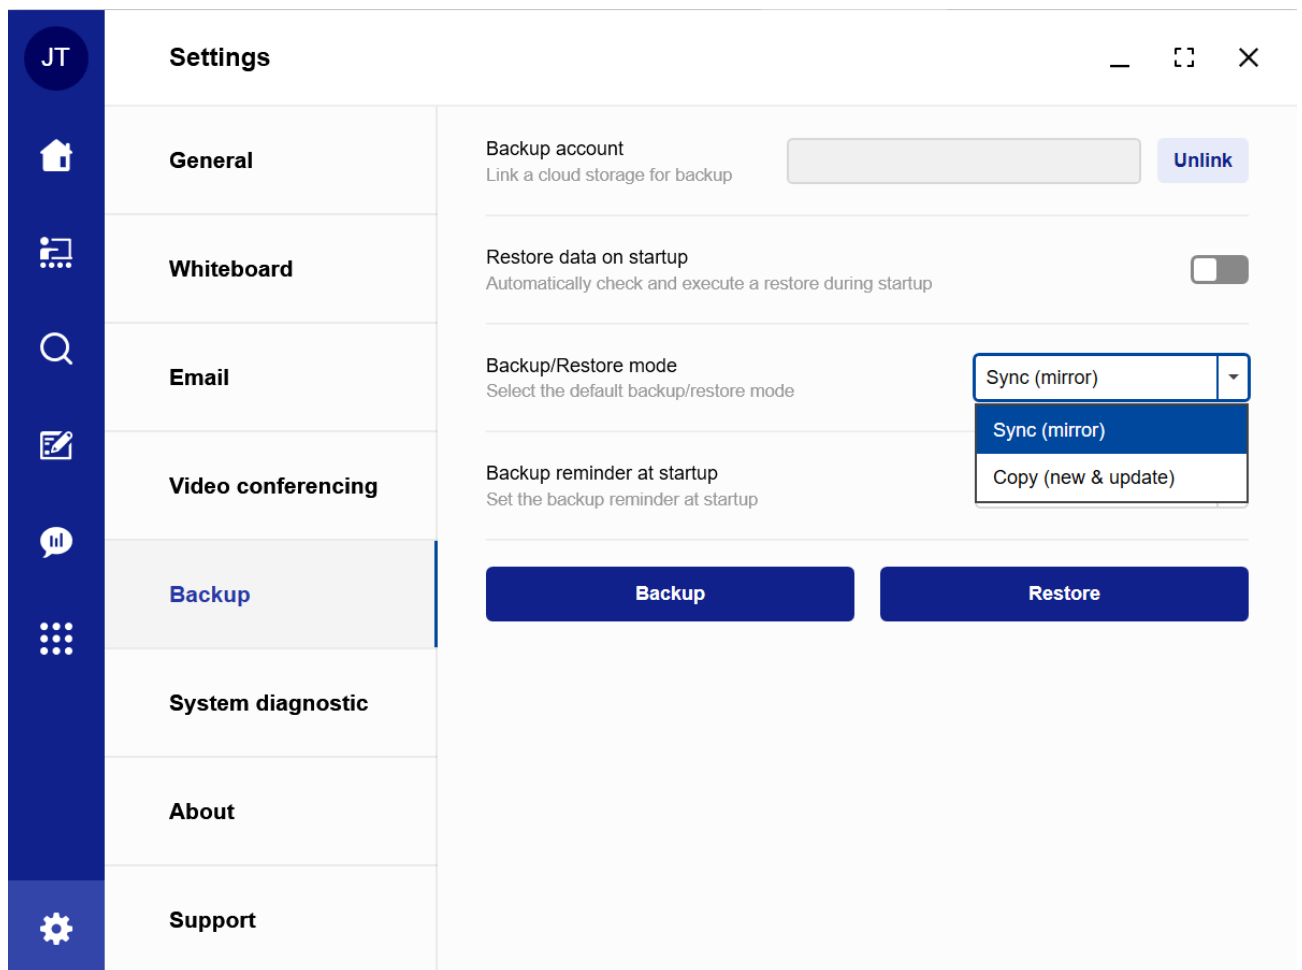 JT
Settings
General
Whiteboard
Email
Video conferencing
Backup
System diagnostic
About
Support
Backup account
Link a cloud storage for backup
Unlink
Restore data on startup
Automatically check and execute a restore during startup
Backup/Restore mode
Select the default backup/restore mode
Sync (mirror)
Sync (mirror)
Copy (new & update)
Backup reminder at startup
Set the backup reminder at startup
Backup
Restore